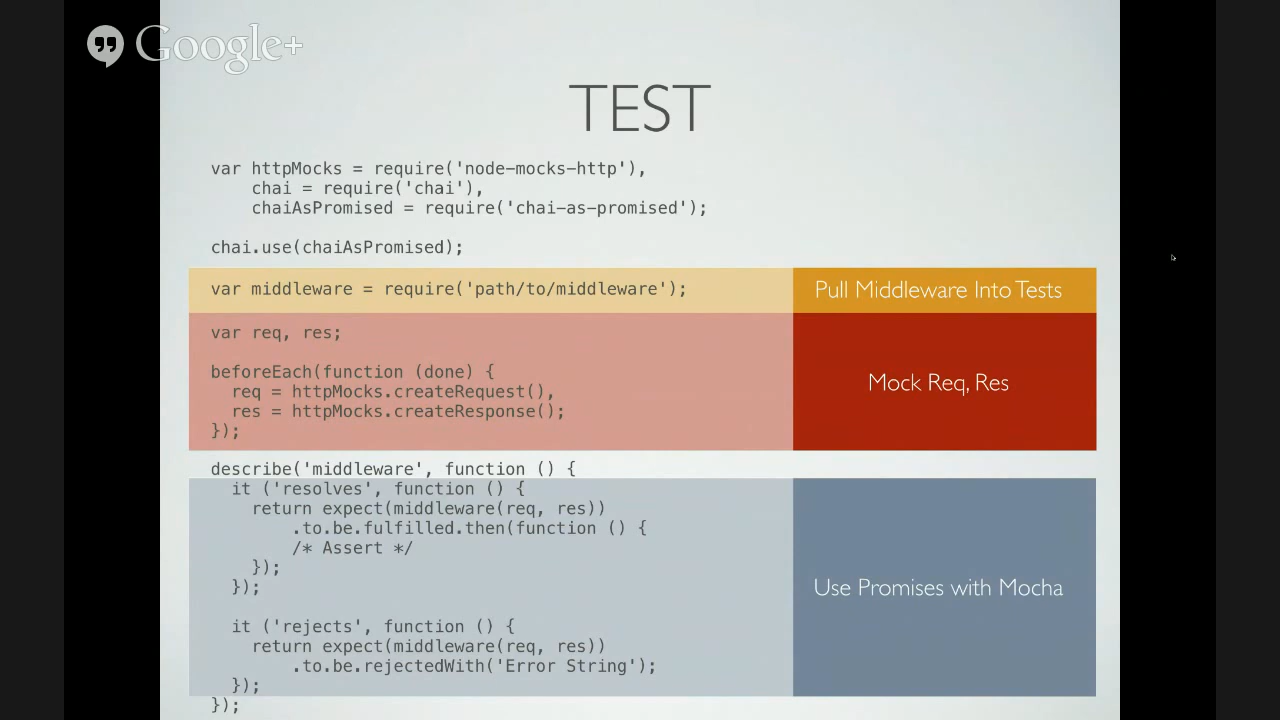 Google+
TEST
var httpMocks = require('node-mocks-http'),
    chai = require('chai'),
    chaiAsPromised = require('chai-as-promised');
chai.use(chaiAsPromised);
var middleware = require('path/to/middleware');
Pull Middleware Into Tests
var req, res;
beforeEach(function (done) {
  req = httpMocks.createRequest(),
  res = httpMocks.createResponse();
});
Mock Req, Res
describe('middleware', function () {
  it ('resolves', function () {
    return expect(middleware(req, res))
        .to.be.fulfilled.then(function () {
        /* Assert */
    });
  });
  it ('rejects', function () {
    return expect(middleware(req, res))
        .to.be.rejectedWith('Error String');
  });
});
Use Promises with Mocha